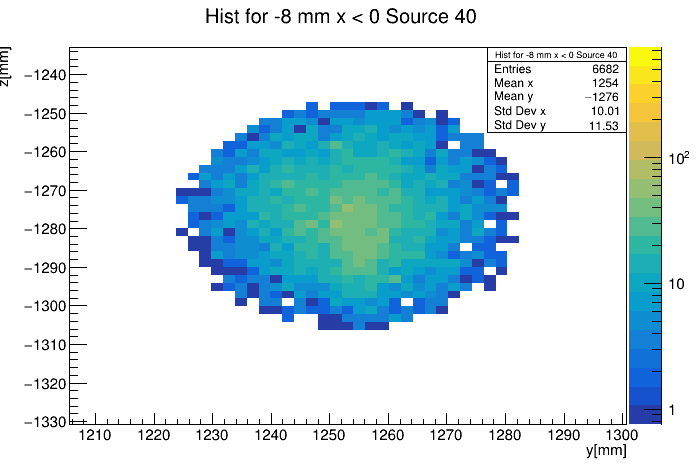 Hist for -8 mm x < 0 Source 40
z[mm]
Hist for -8 mm x < 0 Source 40
Entries 6682
Mean x 1254
Mean y −1276
Std Dev x 10.01
Std Dev y 11.53
−1240
−1250
−1260
−1270
−1280
−1290
−1300
−1310
−1320
−1330
10²
10
1
1210 1220 1230 1240 1250 1260 1270 1280 1290 1300
y[mm]